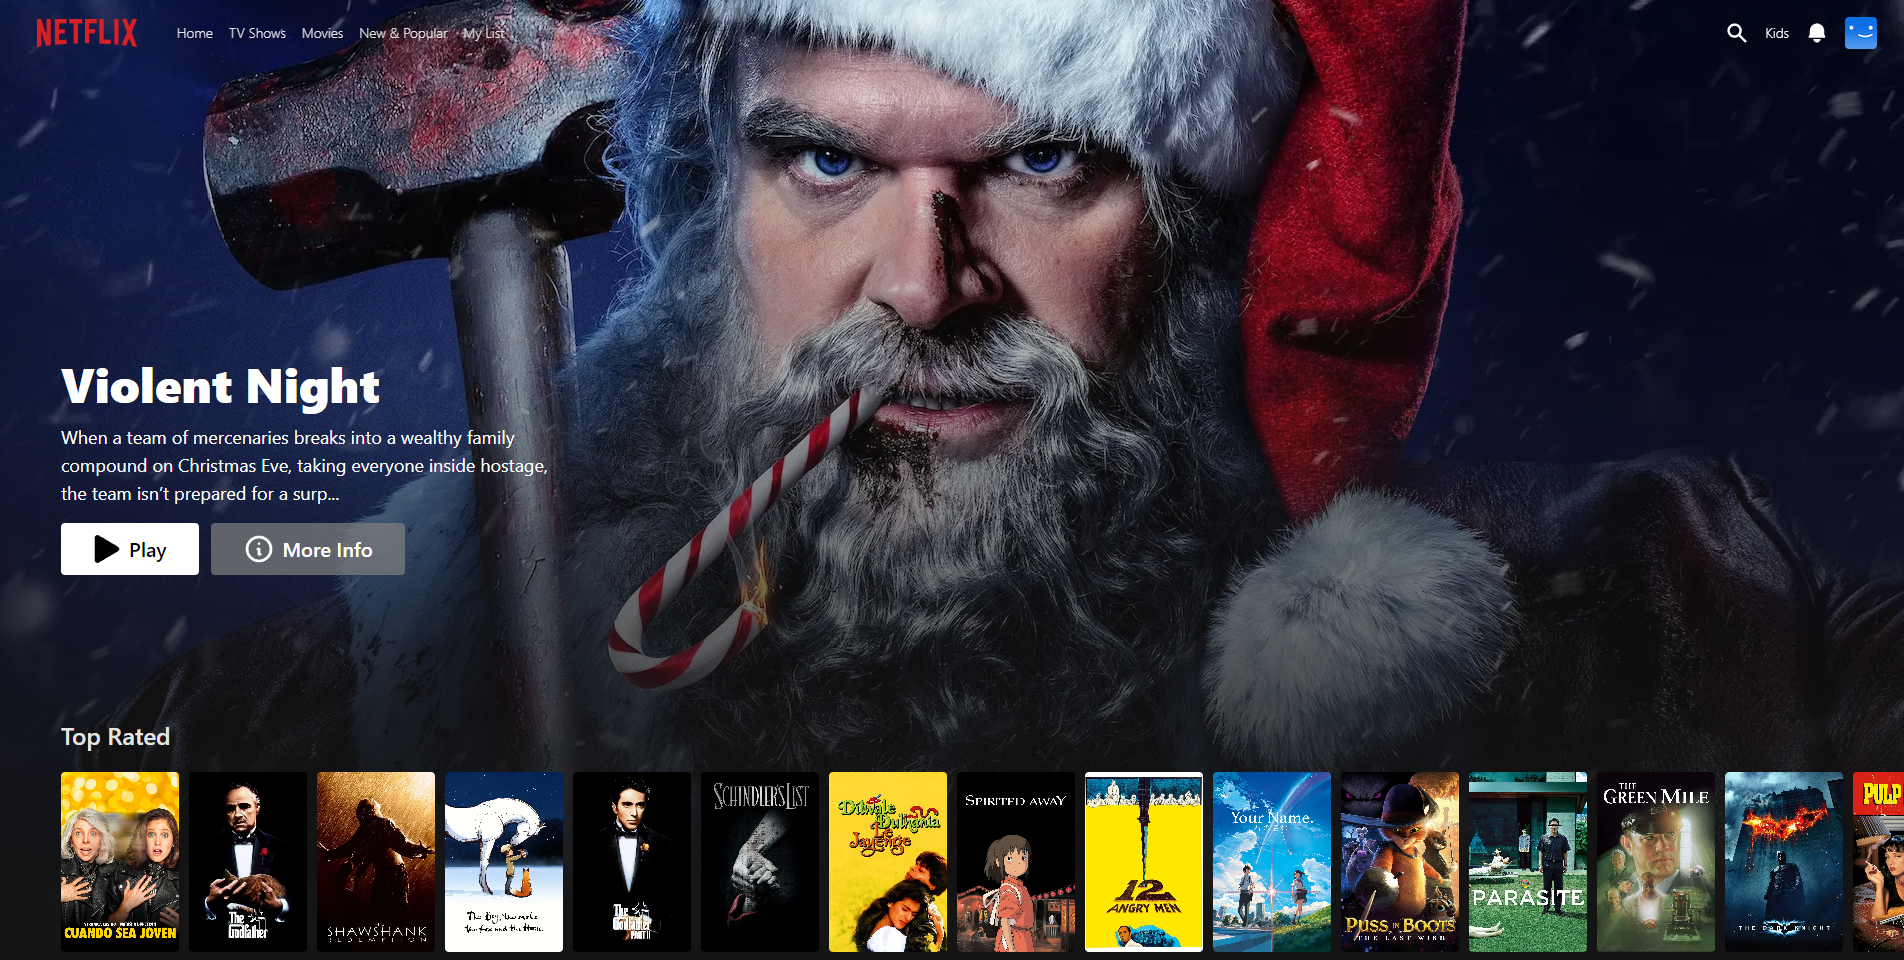 NETFLIX
Home TV Shows Movies New & Popular My List
Kids
Violent Night
When a team of mercenaries breaks into a wealthy family
compound on Christmas Eve, taking everyone inside hostage,
the team isn't prepared for a surp...
Play More Info
Top Rated
CUANDO SEA JOVEN
The
Godfather
SHAWSHANK
REDEMPTION
The Boy, the mole,
the fox and the Horse.
The
Godfather
PART II
SCHINDLER'S LIST
Dilwale
Dulhania
Le
Jayenge
SPIRITED AWAY
12
ANGRY MEN
Your Name.
PUSS IN BOOTS
THE LAST WISH
PARASITE
THE
GREEN MILE
THE DARK KNIGHT
PULP